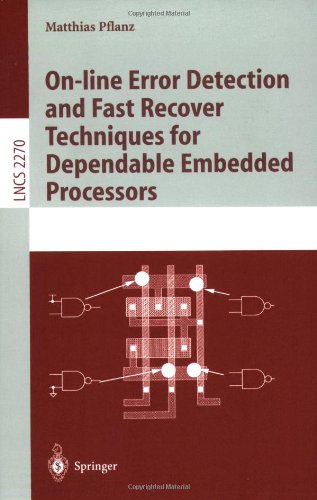 Matthias Pflanz
On-line Error Detection
and Fast Recover
Techniques for
Dependable Embedded
Processors
LNCS 2270
Springer